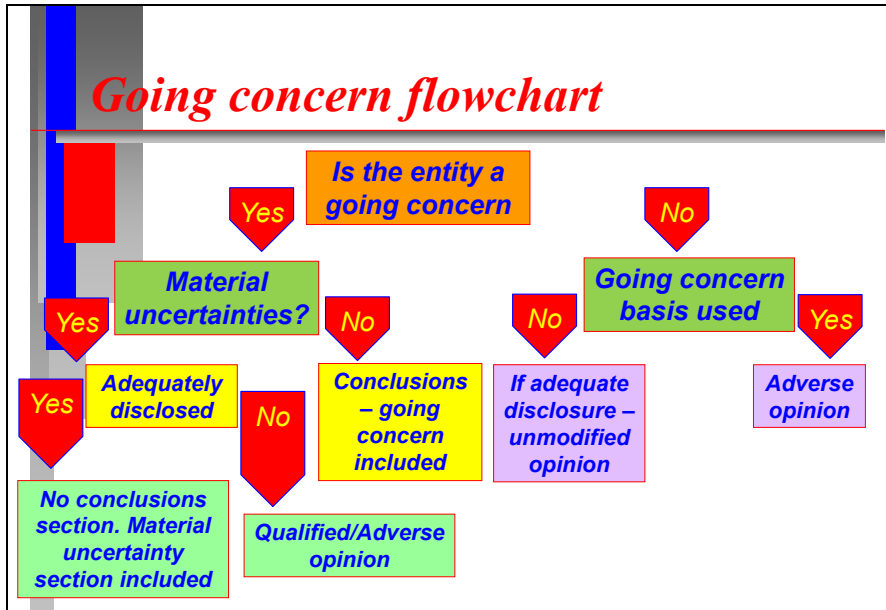 Going concern flowchart
Is the entity a
going concern
Yes
No
Material
uncertainties?
Going concern
basis used
Yes
No
No
Yes
Adequately
disclosed
Yes
No
Conclusions
– going
concern
included
If adequate
disclosure –
unmodified
opinion
Adverse
opinion
No conclusions
section. Material
uncertainty
section included
Qualified/Adverse
opinion